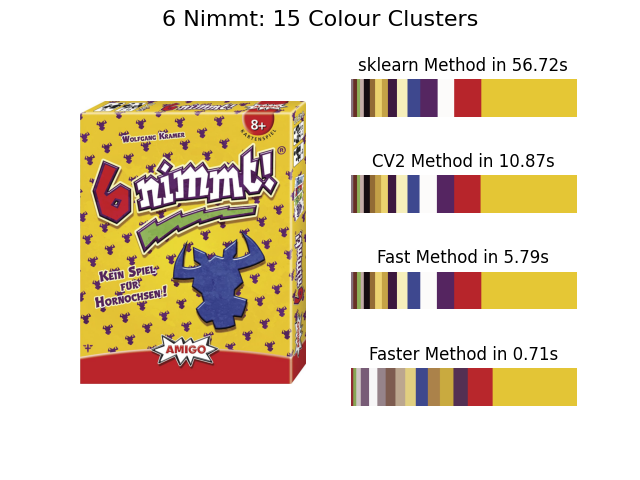 6 Nimmt: 15 Colour Clusters
8+
KARTENSPIEL
WOLFGANG KRAMER
6 nimmt!®
KEIN SPIEL
FÜR
HORNOCHSEN!
AMIGO
sklearn Method in 56.72s
CV2 Method in 10.87s
Fast Method in 5.79s
Faster Method in 0.71s